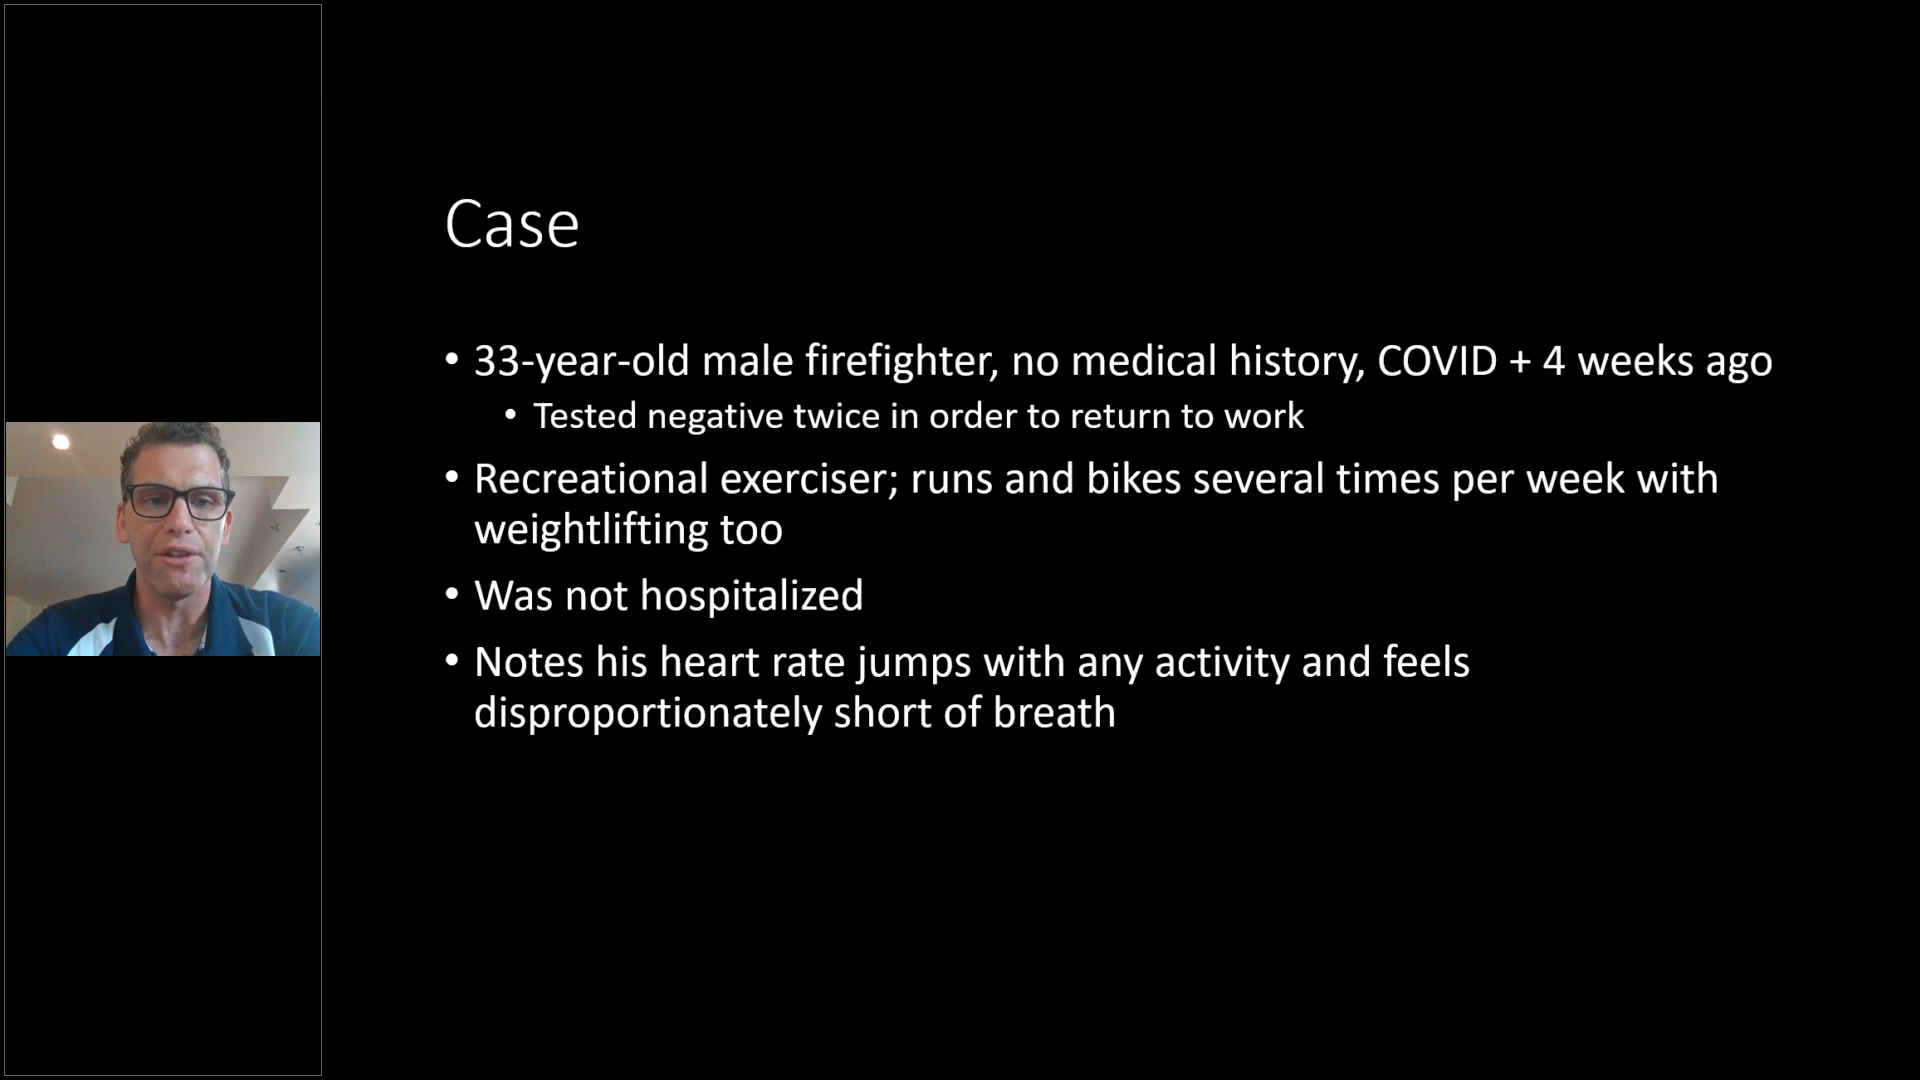 Case
• 33-year-old male firefighter, no medical history, COVID + 4 weeks ago
• Tested negative twice in order to return to work
• Recreational exerciser; runs and bikes several times per week with
weightlifting too
• Was not hospitalized
• Notes his heart rate jumps with any activity and feels
disproportionately short of breath